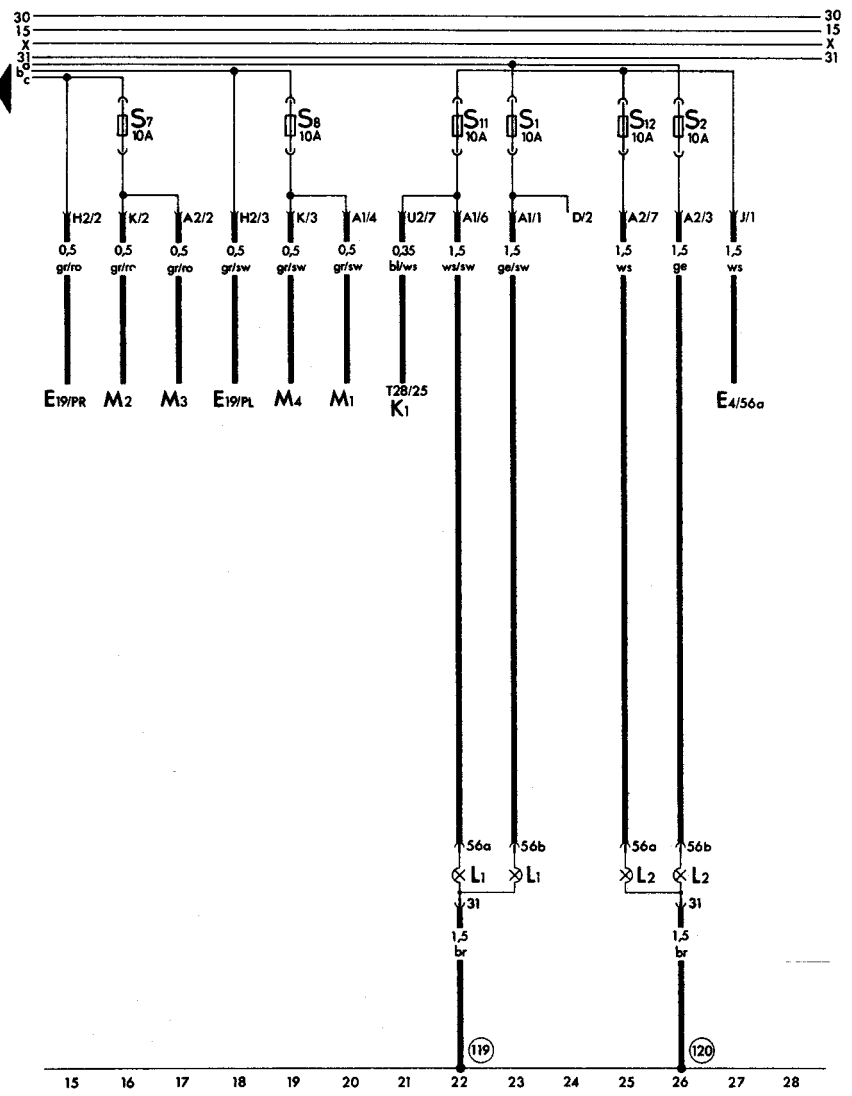 30 30
15 15
X X
31 31
a
b
c
S7 10A
S8 10A
S11 10A
S1 10A
S12 10A
S2 10A
H2/2 K/2 A2/2 H2/3 K/3 A1/4 U2/7 A1/6 A1/1 D/2 A2/7 A2/3 J/1
0,5 0,5 0,5 0,5 0,5 0,5 0,35 1,5 1,5 1,5 1,5 1,5
gr/ro gr/ro gr/sw gr/sw gr/sw bl/ws ws/sw ge/sw ws ge ws
T28/25
E19/PR M2 M3 E19/PL M4 M1 K1 E4/56a
56a 56b 56a 56b
L1 L1 L2 L2
31 31
1,5 1,5
br br
119 120
15 16 17 18 19 20 21 22 23 24 25 26 27 28